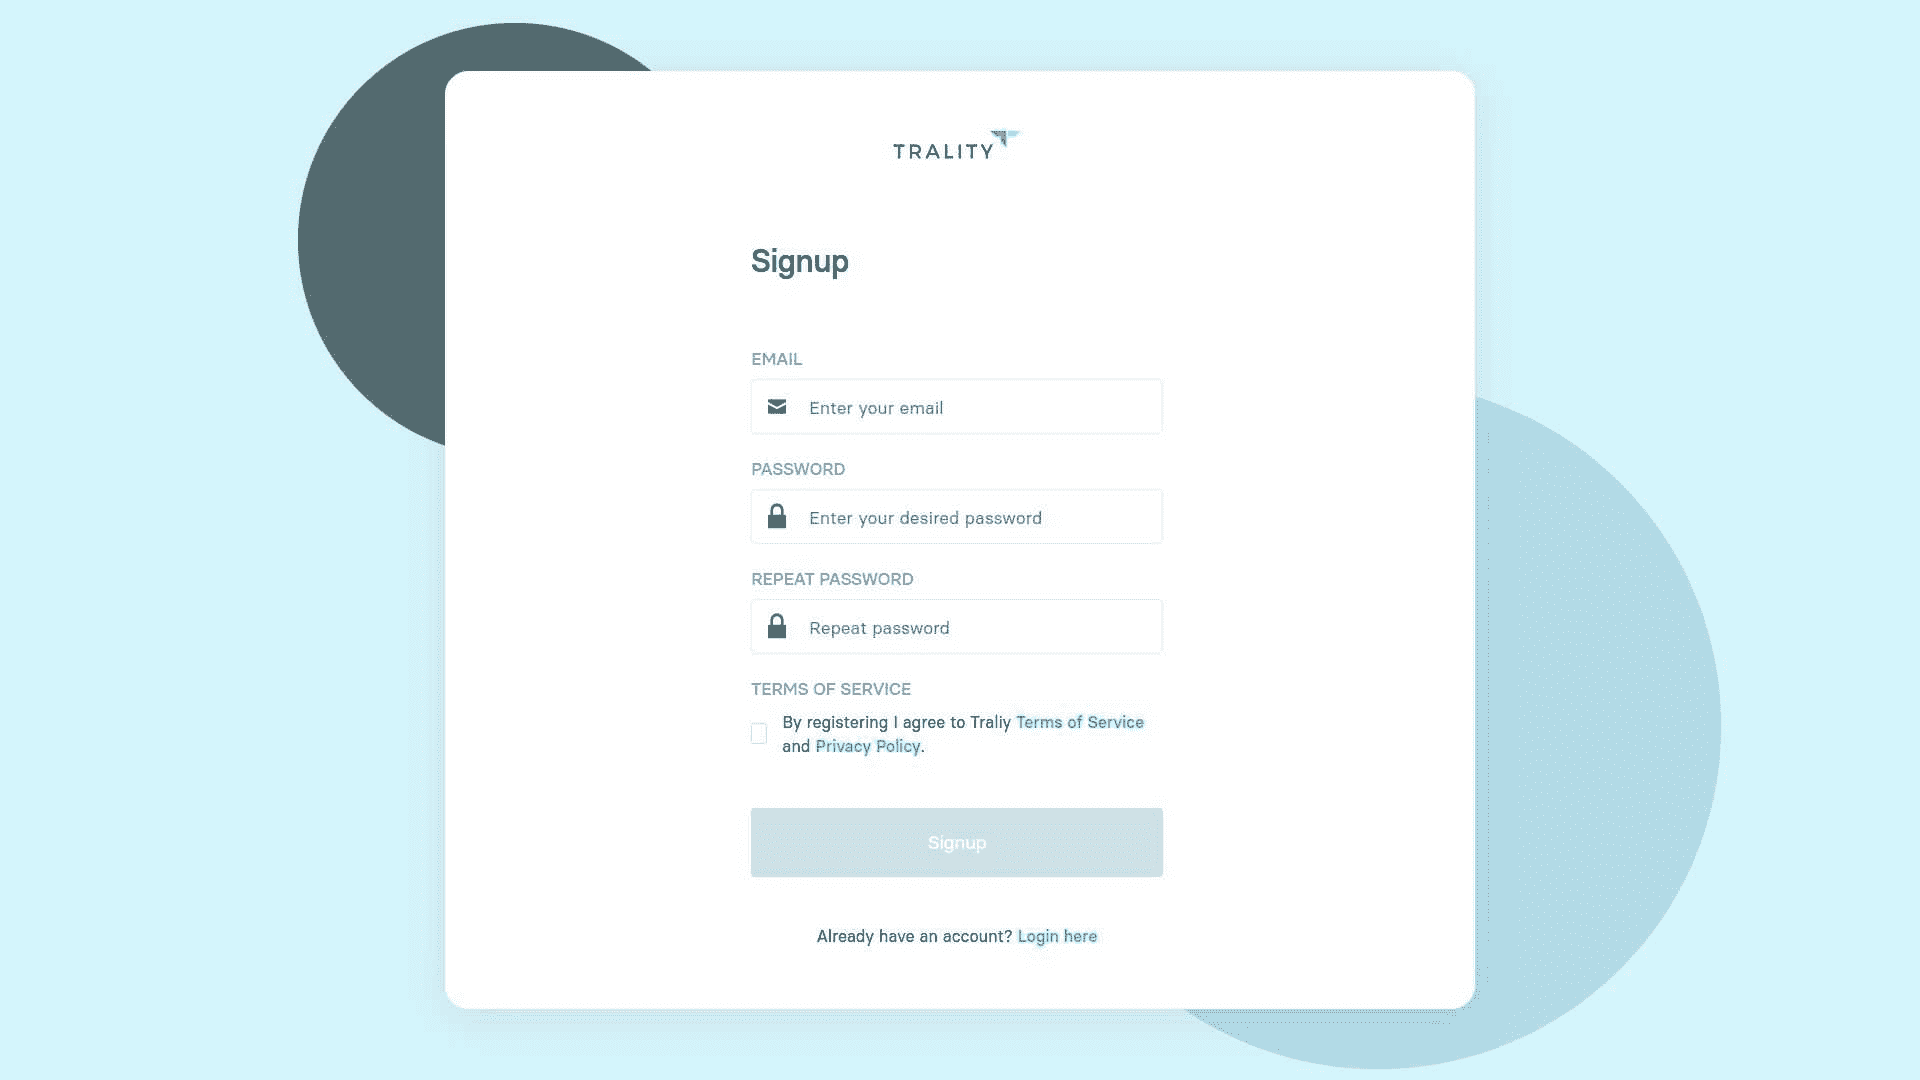 TRALITY
Signup
EMAIL
Enter your email
PASSWORD
Enter your desired password
REPEAT PASSWORD
Repeat password
TERMS OF SERVICE
By registering I agree to Traliy Terms of Service
and Privacy Policy.
Signup
Already have an account? Login here